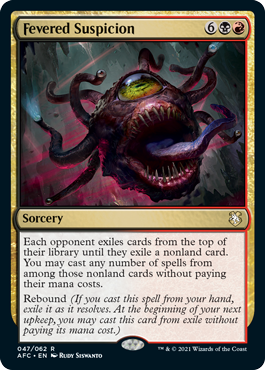 Fevered Suspicion 6
Sorcery
Each opponent exiles cards from the top of
their library until they exile a nonland card.
You may cast any number of spells from
among those nonland cards without paying
their mana costs.
Rebound (If you cast this spell from your hand,
exile it as it resolves. At the beginning of your next
upkeep, you may cast this card from exile without
paying its mana cost.)
047/062 R
AFC • EN Rudy Siswanto
™ & © 2021 Wizards of the Coast